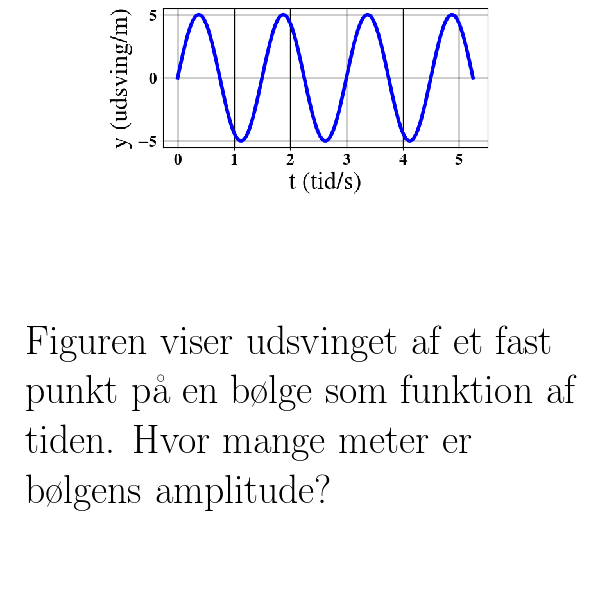 y (udsving/m)
5
0
−5
0 1 2 3 4 5
t (tid/s)
Figuren viser udsvinget af et fast
punkt på en bølge som funktion af
tiden. Hvor mange meter er
bølgens amplitude?